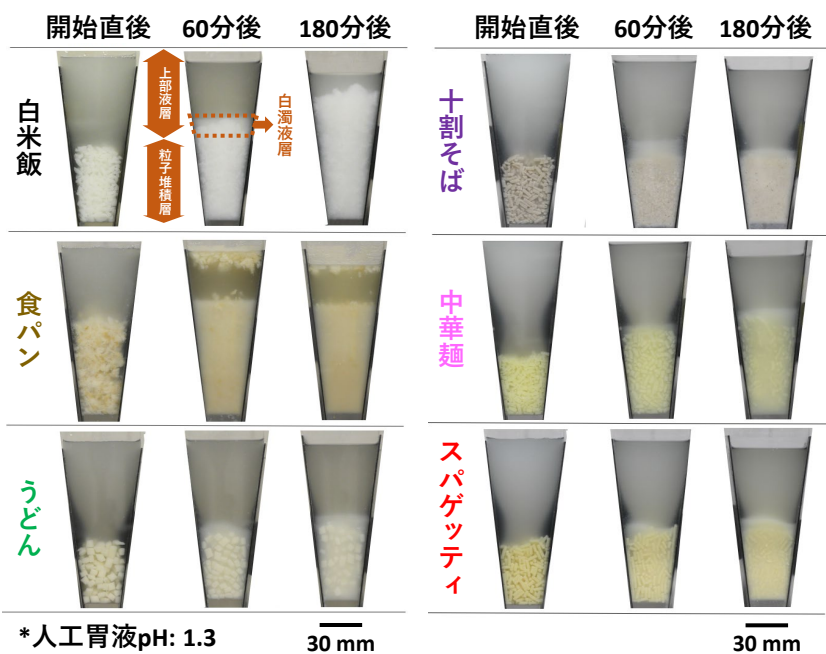 開始直後 60分後 180分後
白米飯
上部液層
粒子堆積層
白濁液層
食パン
うどん
*人工胃液pH: 1.3
30 mm
開始直後 60分後 180分後
十割そば
中華麺
スパゲッティ
30 mm